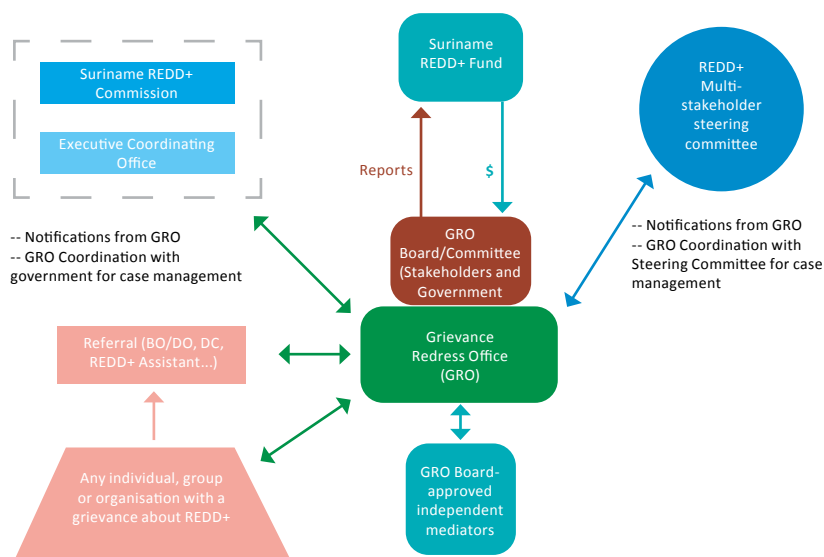 Suriname REDD+
Commission
Executive Coordinating
Office
Suriname
REDD+ Fund
REDD+
Multi-
stakeholder
steering
committee
Reports
$
-- Notifications from GRO
-- GRO Coordination with
government for case management
GRO
Board/Committee
(Stakeholders and
Government
-- Notifications from GRO
-- GRO Coordination with
Steering Committee for case
management
Referral (BO/DO, DC,
REDD+ Assistant...)
Grievance
Redress Office
(GRO)
Any individual, group
or organisation with a
grievance about REDD+
GRO Board-
approved
independent
mediators